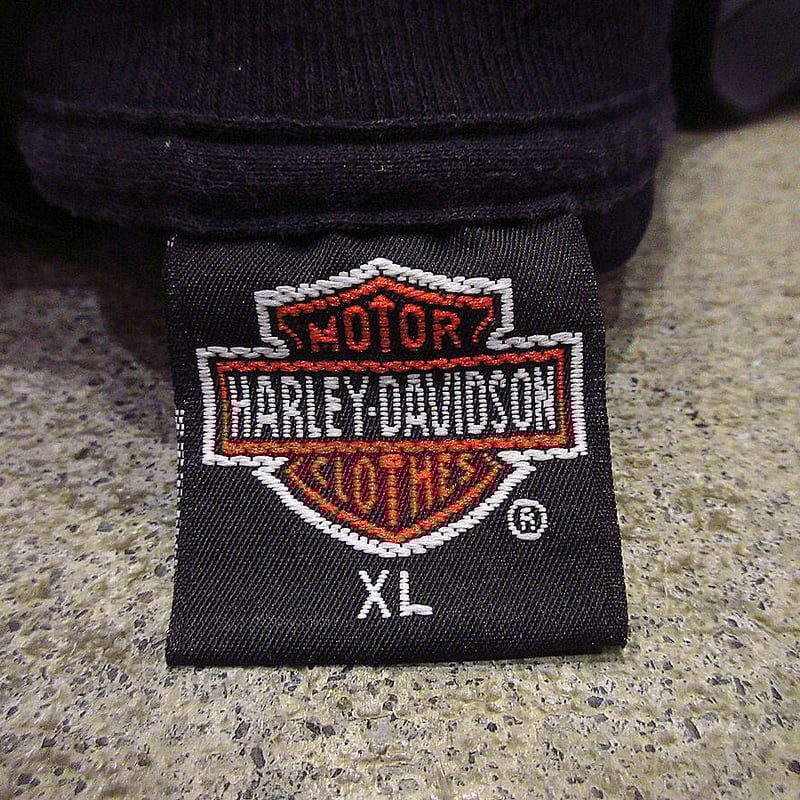 MOTOR
HARLEY-DAVIDSON
CLOTHES
®
XL